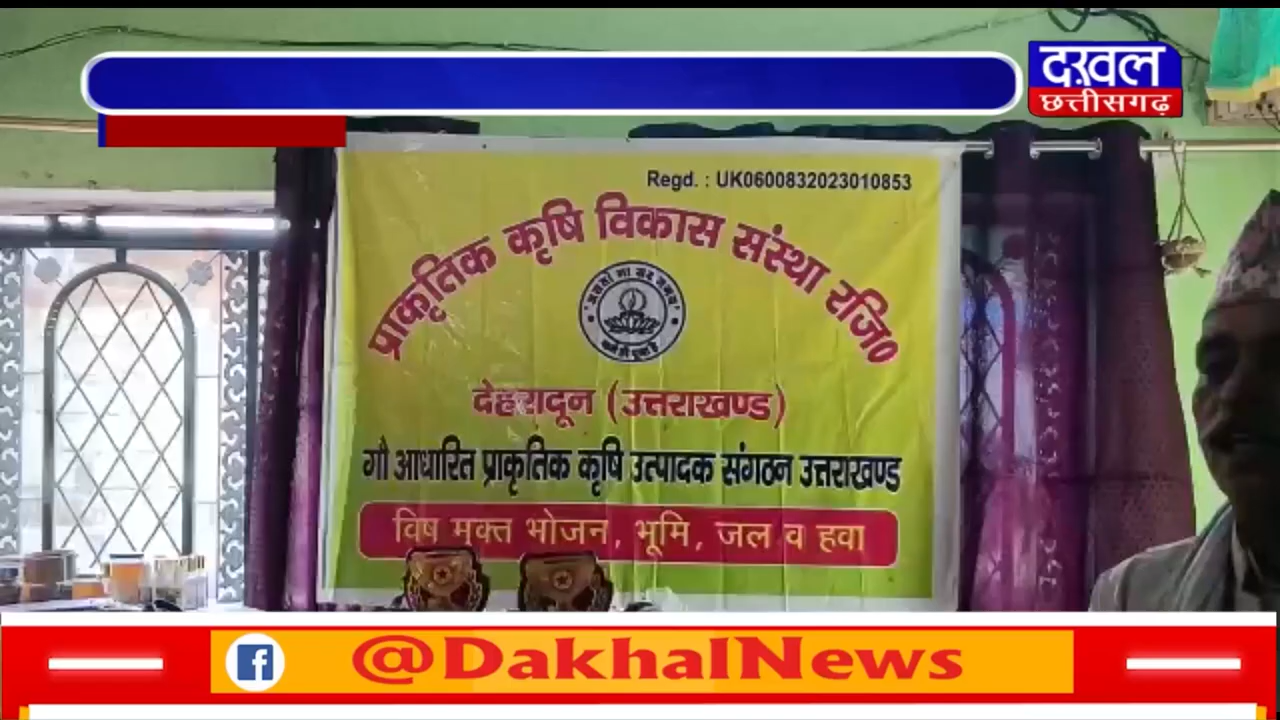 दख़ल
छत्तीसगढ़
Regd. : UK0600832023010853
प्राकृतिक कृषि विकास संस्था रजि०
देहरादून (उत्तराखण्ड)
गौ आधारित प्राकृतिक कृषि उत्पादक संगठन उत्तराखण्ड
विष मुक्त भोजन, भूमि, जल व हवा
@DakhalNews